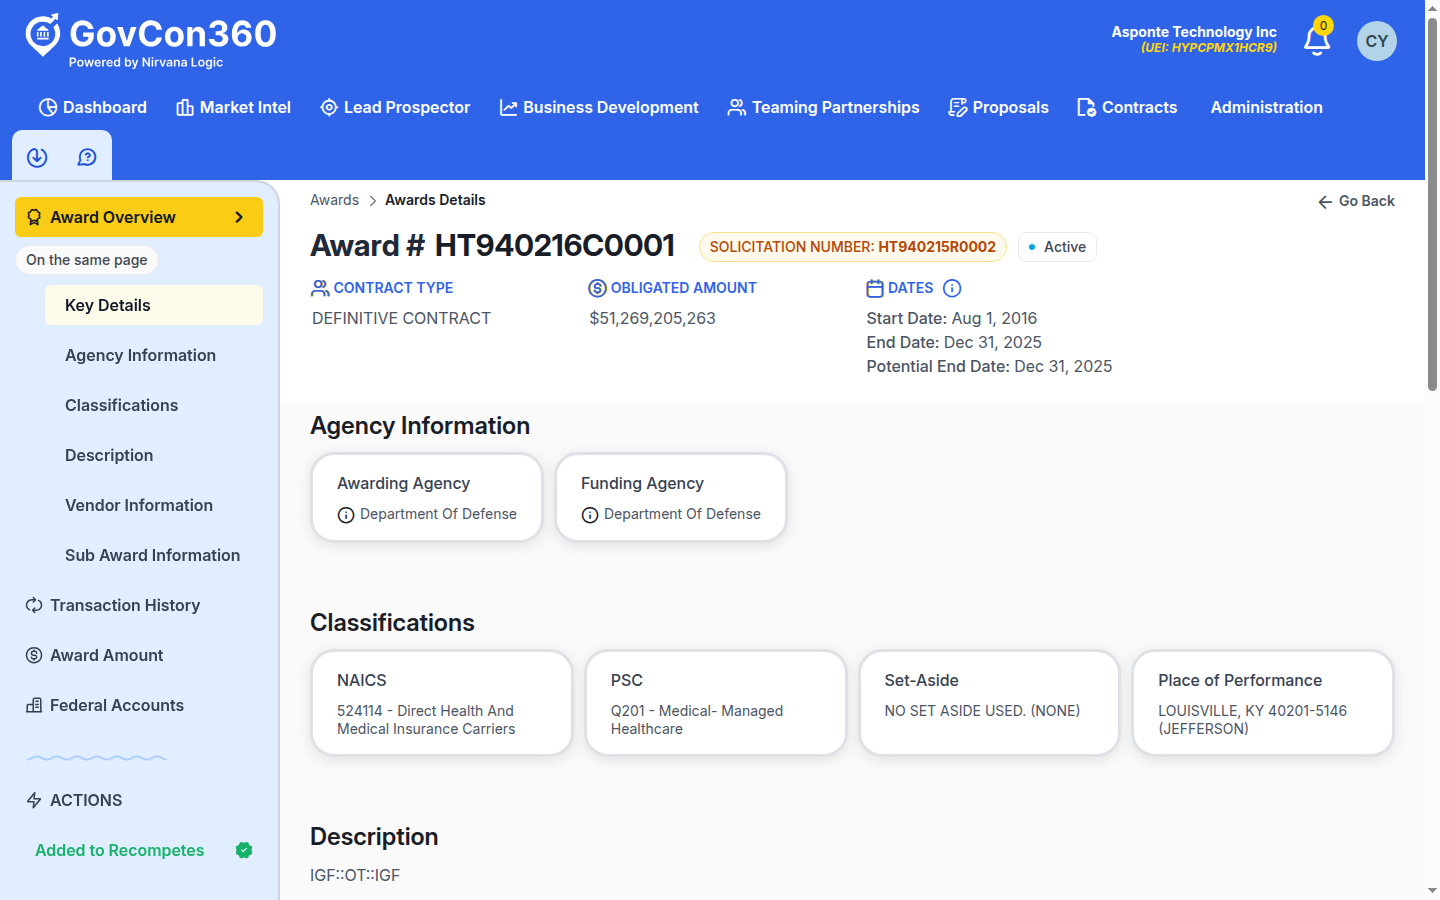 GovCon360
Powered by Nirvana Logic
Asponte Technology Inc
(UEI: HYPCPMX1HCR9)
0
CY
Dashboard
Market Intel
Lead Prospector
Business Development
Teaming Partnerships
Proposals
Contracts
Administration
Award Overview
On the same page
Key Details
Agency Information
Classifications
Description
Vendor Information
Sub Award Information
Transaction History
Award Amount
Federal Accounts
ACTIONS
Added to Recompetes
Awards > Awards Details
Go Back
Award # HT940216C0001
SOLICITATION NUMBER: HT940215R0002
Active
CONTRACT TYPE
DEFINITIVE CONTRACT
OBLIGATED AMOUNT
$51,269,205,263
DATES
Start Date: Aug 1, 2016
End Date: Dec 31, 2025
Potential End Date: Dec 31, 2025
Agency Information
Awarding Agency
Department Of Defense
Funding Agency
Department Of Defense
Classifications
NAICS
524114 - Direct Health And
Medical Insurance Carriers
PSC
Q201 - Medical- Managed
Healthcare
Set-Aside
NO SET ASIDE USED. (NONE)
Place of Performance
LOUISVILLE, KY 40201-5146
(JEFFERSON)
Description
IGF::OT::IGF